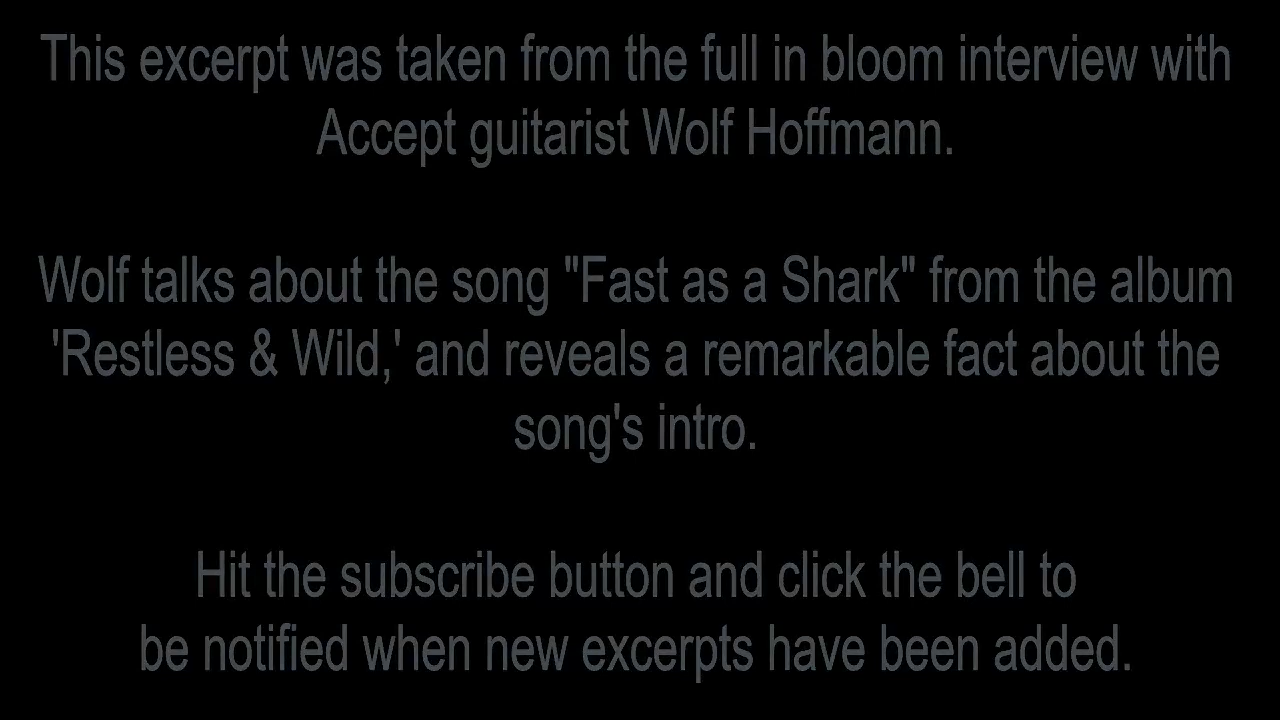 This excerpt was taken from the full in bloom interview with
Accept guitarist Wolf Hoffmann.
Wolf talks about the song "Fast as a Shark" from the album
'Restless & Wild,' and reveals a remarkable fact about the
song's intro.
Hit the subscribe button and click the bell to
be notified when new excerpts have been added.